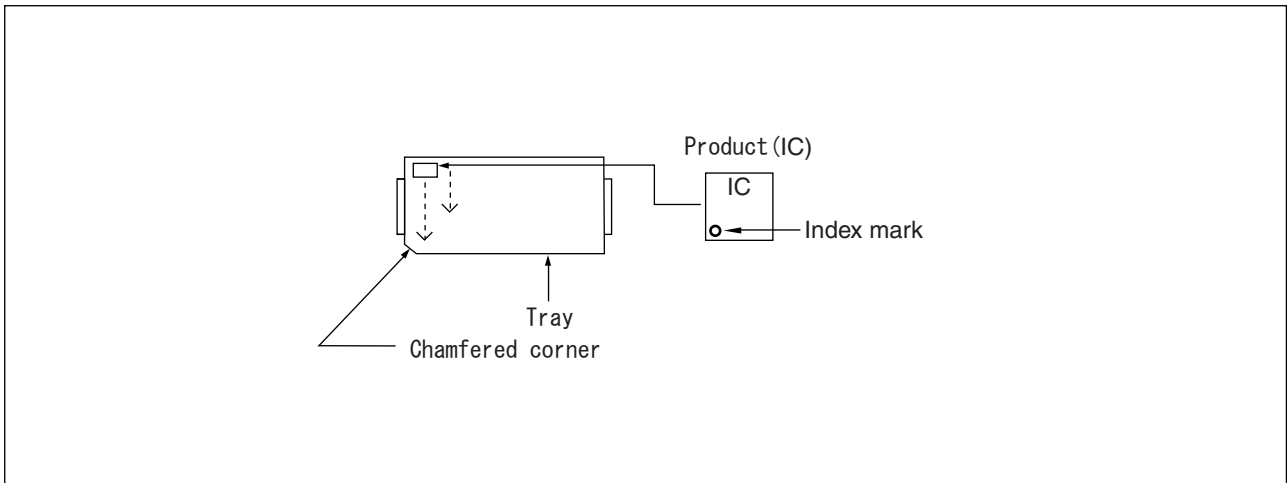 Product(IC)
IC
Index mark
Tray
Chamfered corner